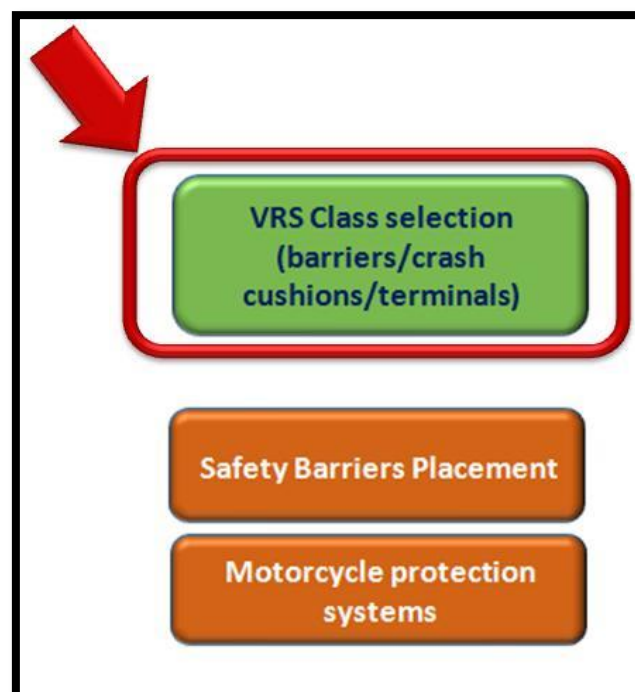 VRS Class selection
(barriers/crash
cushions/terminals)
Safety Barriers Placement
Motorcycle protection
systems